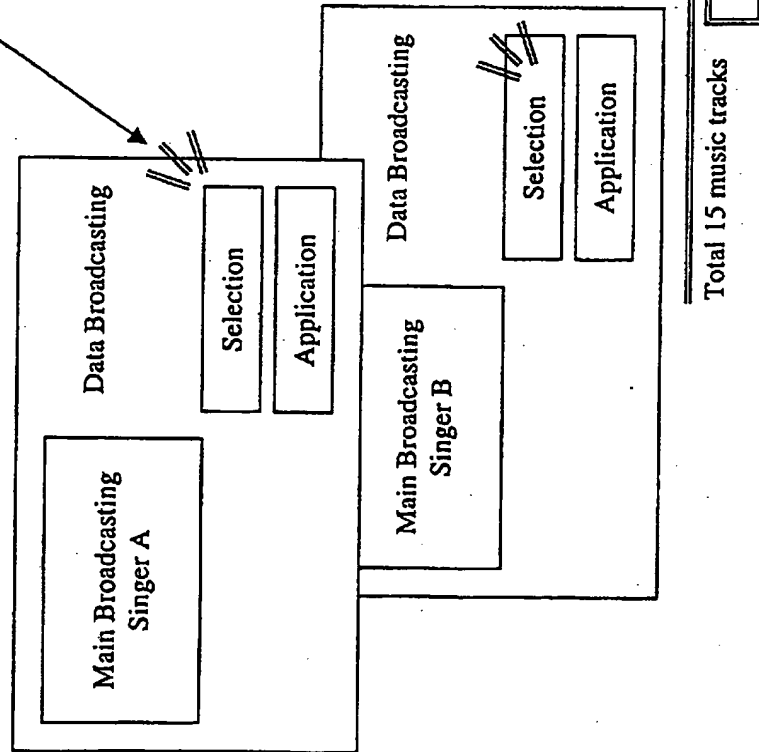 Data Broadcasting
Main Broadcasting
Singer A
Selection
Application
Data Broadcasting
Main Broadcasting
Singer B
Selection
Application
Total 15 music tracks